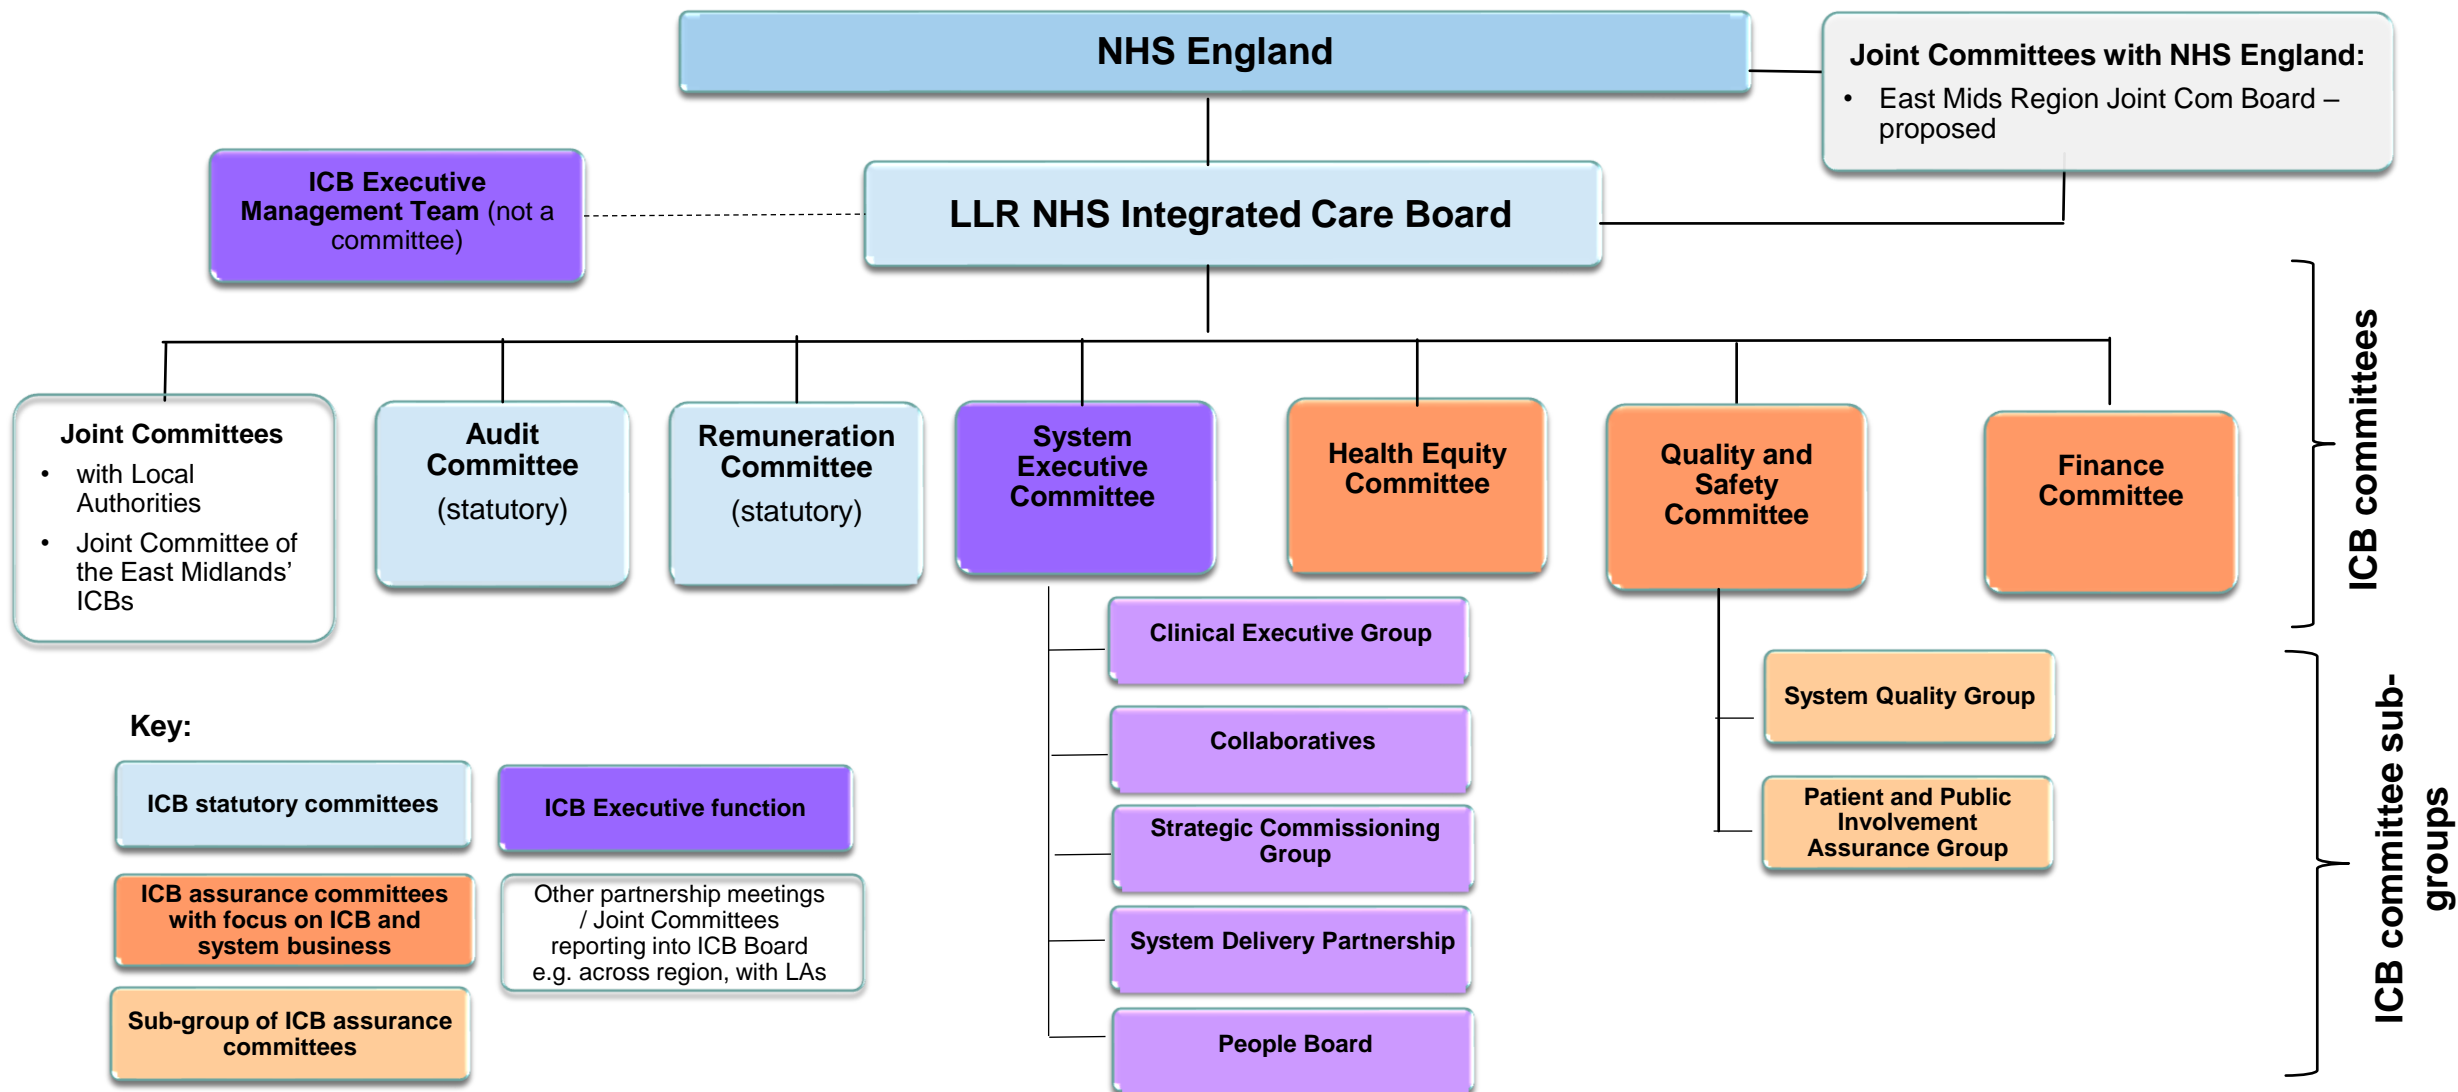 NHS England
Joint Committees with NHS England:
• East Mids Region Joint Com Board –
proposed
ICB Executive
Management Team (not a
committee)
LLR NHS Integrated Care Board
Joint Committees
• with Local
Authorities
• Joint Committee of
the East Midlands’
ICBs
Audit
Committee
(statutory)
Remuneration
Committee
(statutory)
System
Executive
Committee
Health Equity
Committee
Quality and
Safety
Committee
Finance
Committee
ICB committees
Clinical Executive Group
Collaboratives
Strategic Commissioning
Group
System Delivery Partnership
People Board
System Quality Group
Patient and Public
Involvement
Assurance Group
ICB committee sub-
groups
Key:
ICB statutory committees
ICB Executive function
ICB assurance committees
with focus on ICB and
system business
Other partnership meetings
/ Joint Committees
reporting into ICB Board
e.g. across region, with LAs
Sub-group of ICB assurance
committees